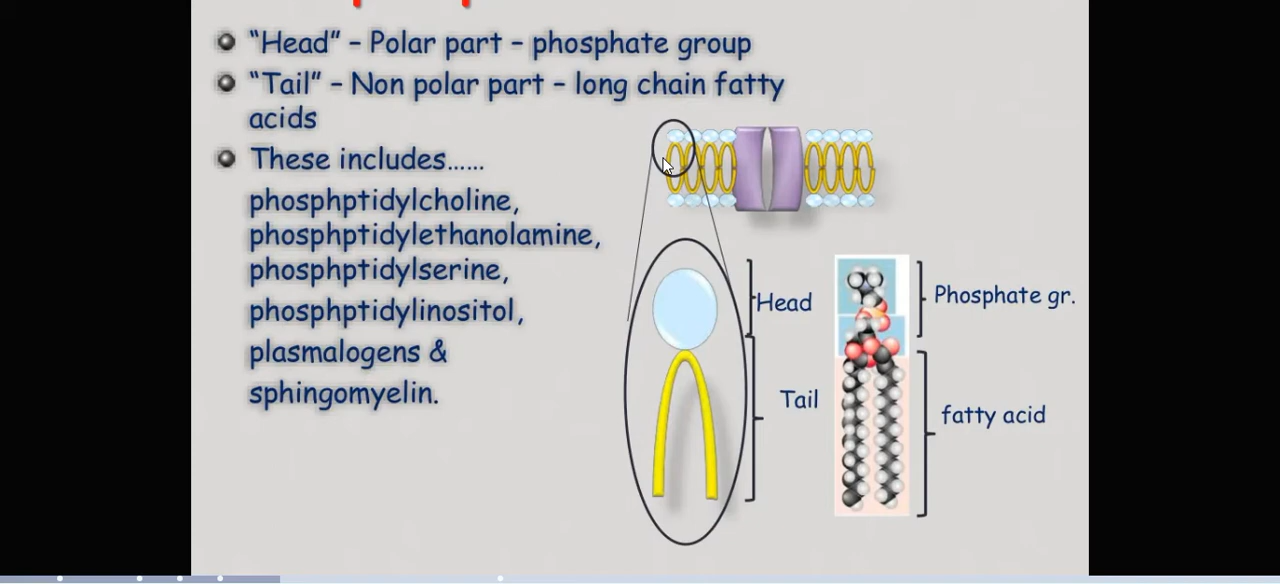 "Head" – Polar part – phosphate group
"Tail" – Non polar part – long chain fatty
acids
These includes......
phosphptidylcholine,
phosphptidylethanolamine,
phosphptidylserine,
phosphptidylinositol,
plasmalogens &
sphingomyelin.
Head
Tail
Phosphate gr.
fatty acid